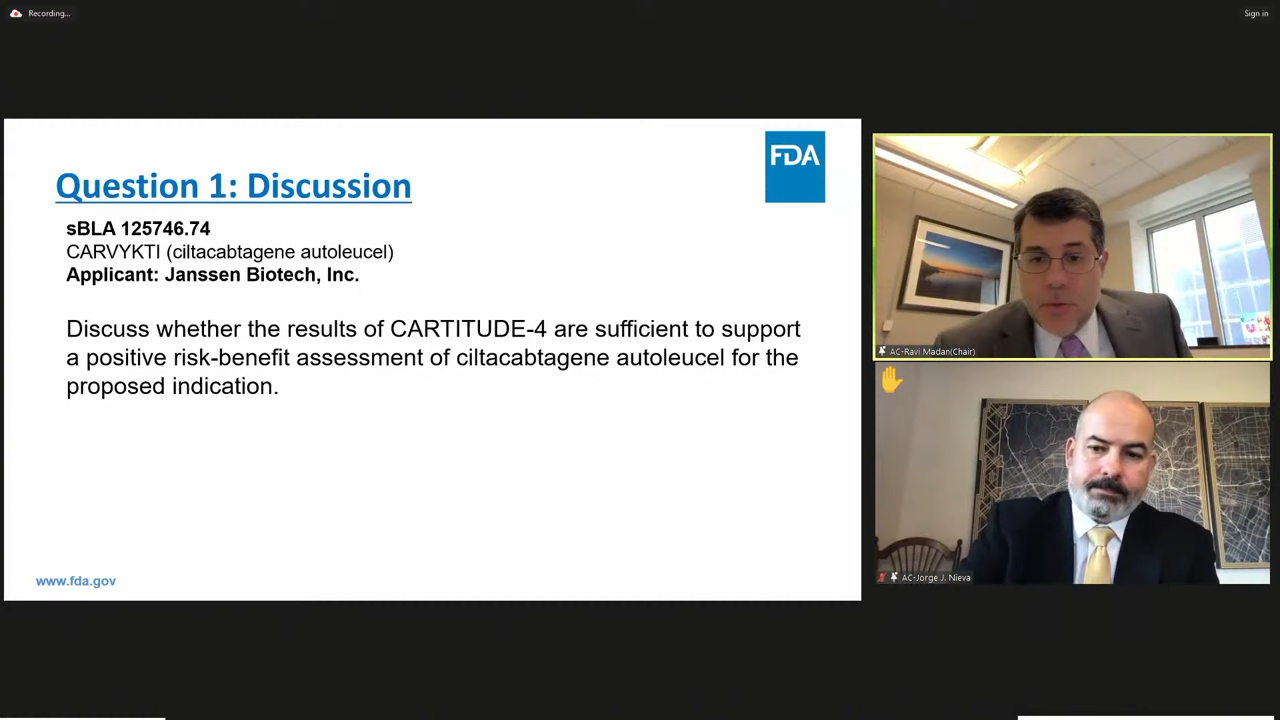 Recording...
Sign in
FDA
Question 1: Discussion
sBLA 125746.74
CARVYKTI (ciltacabtagene autoleucel)
Applicant: Janssen Biotech, Inc.
Discuss whether the results of CARTITUDE-4 are sufficient to support
a positive risk-benefit assessment of ciltacabtagene autoleucel for the
proposed indication.
www.fda.gov
AC-Ravi Madan(Chair)
AC-Jorge J. Nieva